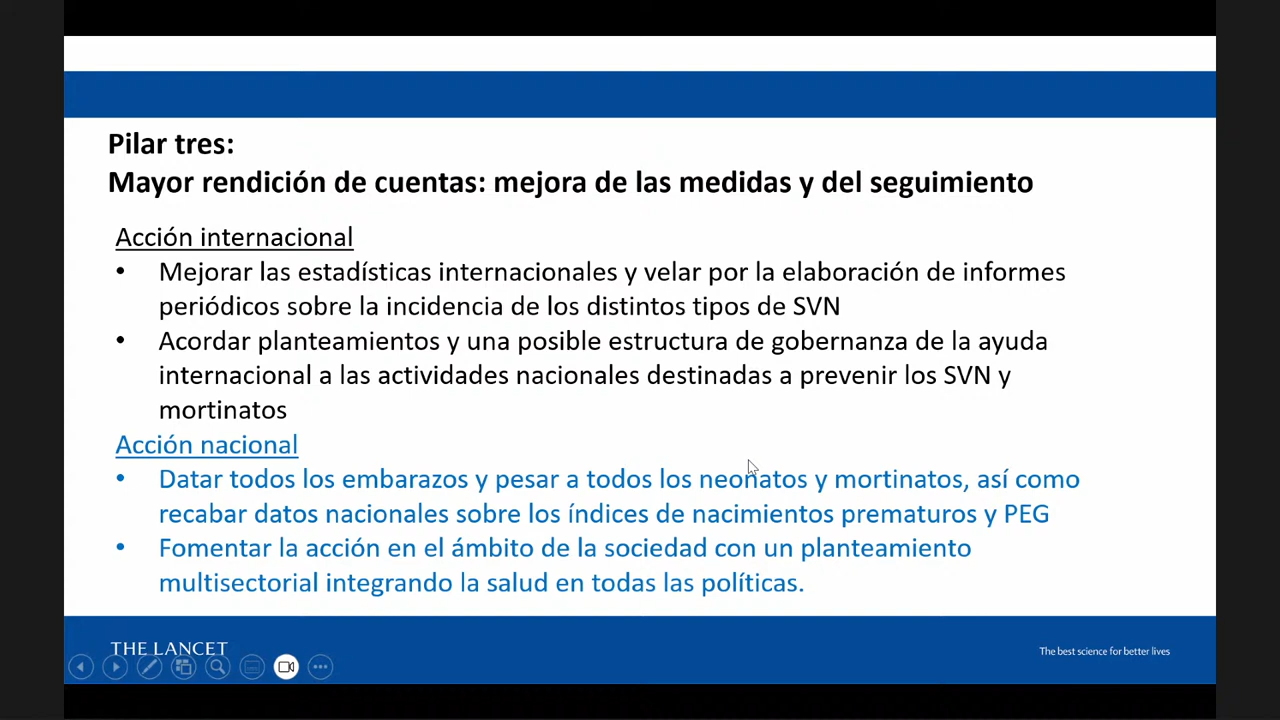 Pilar tres:
Mayor rendición de cuentas: mejora de las medidas y del seguimiento
Acción internacional
• Mejorar las estadísticas internacionales y velar por la elaboración de informes
periódicos sobre la incidencia de los distintos tipos de SVN
• Acordar planteamientos y una posible estructura de gobernanza de la ayuda
internacional a las actividades nacionales destinadas a prevenir los SVN y
mortinatos
Acción nacional
• Datar todos los embarazos y pesar a todos los neonatos y mortinatos, así como
recabar datos nacionales sobre los índices de nacimientos prematuros y PEG
• Fomentar la acción en el ámbito de la sociedad con un planteamiento
multisectorial integrando la salud en todas las políticas.
THE LANCET
The best science for better lives